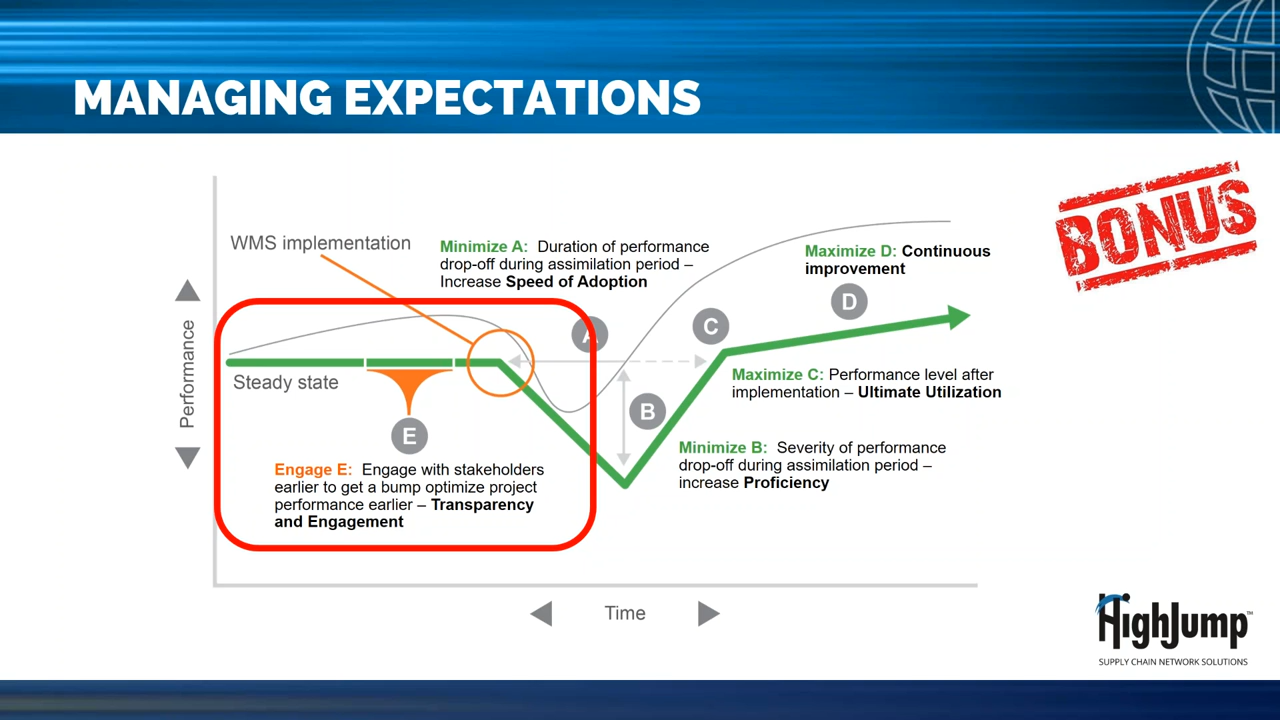 MANAGING EXPECTATIONS
BONUS
WMS implementation
Minimize A: Duration of performance
drop-off during assimilation period –
Increase Speed of Adoption
Maximize D: Continuous
improvement
D
C
A
Performance
Steady state
Maximize C: Performance level after
implementation – Ultimate Utilization
B
E
Minimize B: Severity of performance
drop-off during assimilation period –
increase Proficiency
Engage E: Engage with stakeholders
earlier to get a bump optimize project
performance earlier – Transparency
and Engagement
Time
HighJump™
SUPPLY CHAIN NETWORK SOLUTIONS